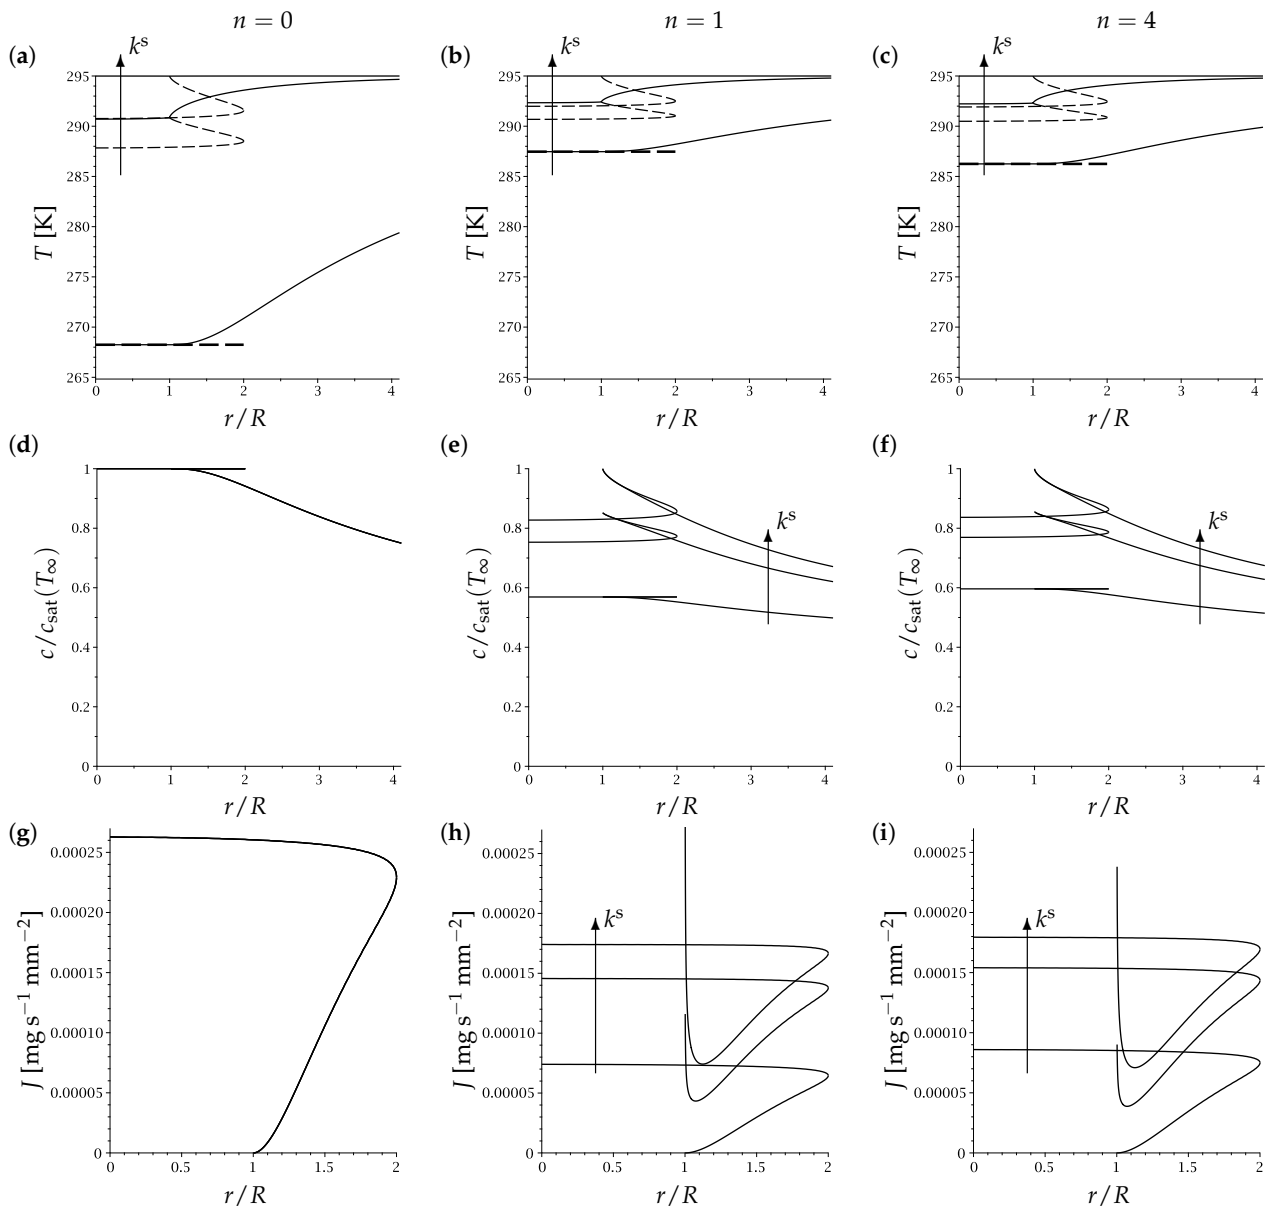 n = 0 n = 1 n = 4
(a) k^s (b) k^s (c) k^s
295 295 295
290 290 290
285 285 285
280 280 280
275 275 275
270 270 270
265 265 265
T [K] T [K] T [K]
0 1 2 3 4 0 1 2 3 4 0 1 2 3 4
r/R r/R r/R
(d) (e) k^s (f) k^s
1 1 1
0.8 0.8 0.8
0.6 0.6 0.6
0.4 0.4 0.4
0.2 0.2 0.2
0 0 0
c/c_sat(T_∞) c/c_sat(T_∞) c/c_sat(T_∞)
0 1 2 3 4 0 1 2 3 4 0 1 2 3 4
r/R r/R r/R
(g) (h) k^s (i) k^s
0.00025 0.00025 0.00025
0.00020 0.00020 0.00020
0.00015 0.00015 0.00015
0.00010 0.00010 0.00010
0.00005 0.00005 0.00005
0 0 0
J [mg s^−1 mm^−2] J [mg s^−1 mm^−2] J [mg s^−1 mm^−2]
0 0.5 1 1.5 2 0 0.5 1 1.5 2 0 0.5 1 1.5 2
r/R r/R r/R